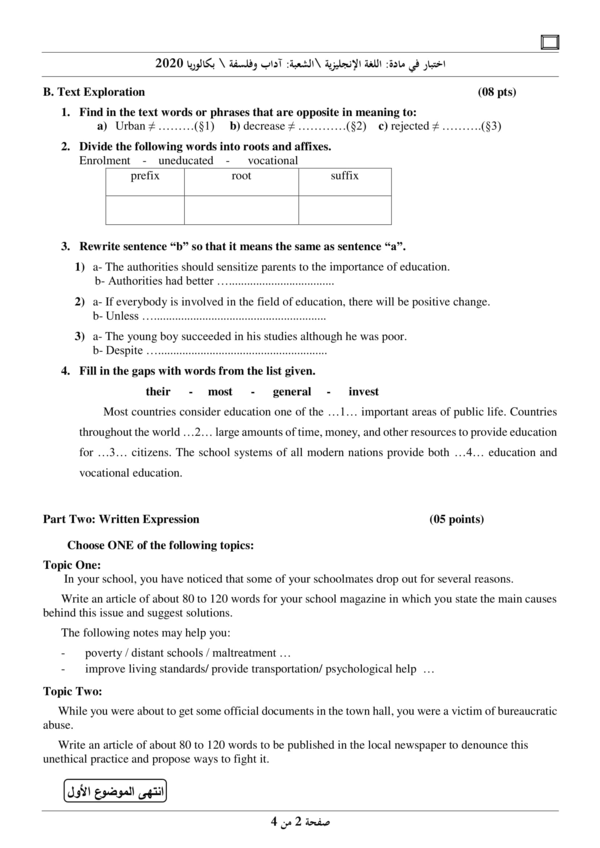 اختبار في مادة: اللغة الإنجليزية \الشعبة: آداب وفلسفة \ بكالوريا 2020
B. Text Exploration (08 pts)
1. Find in the text words or phrases that are opposite in meaning to:
a) Urban ≠ ………(§1) b) decrease ≠ …………(§2) c) rejected ≠ ……….(§3)
2. Divide the following words into roots and affixes.
Enrolment - uneducated - vocational
prefix root suffix
3. Rewrite sentence “b” so that it means the same as sentence “a”.
1) a- The authorities should sensitize parents to the importance of education.
b- Authorities had better …...................................
2) a- If everybody is involved in the field of education, there will be positive change.
b- Unless ….........................................................
3) a- The young boy succeeded in his studies although he was poor.
b- Despite ….........................................................
4. Fill in the gaps with words from the list given.
their - most - general - invest
Most countries consider education one of the …1… important areas of public life. Countries
throughout the world …2… large amounts of time, money, and other resources to provide education
for …3… citizens. The school systems of all modern nations provide both …4… education and
vocational education.
Part Two: Written Expression (05 points)
Choose ONE of the following topics:
Topic One:
In your school, you have noticed that some of your schoolmates drop out for several reasons.
Write an article of about 80 to 120 words for your school magazine in which you state the main causes
behind this issue and suggest solutions.
The following notes may help you:
- poverty / distant schools / maltreatment …
- improve living standards/ provide transportation/ psychological help …
Topic Two:
While you were about to get some official documents in the town hall, you were a victim of bureaucratic
abuse.
Write an article of about 80 to 120 words to be published in the local newspaper to denounce this
unethical practice and propose ways to fight it.
انتهى الموضوع الأول
صفحة 2 من 4